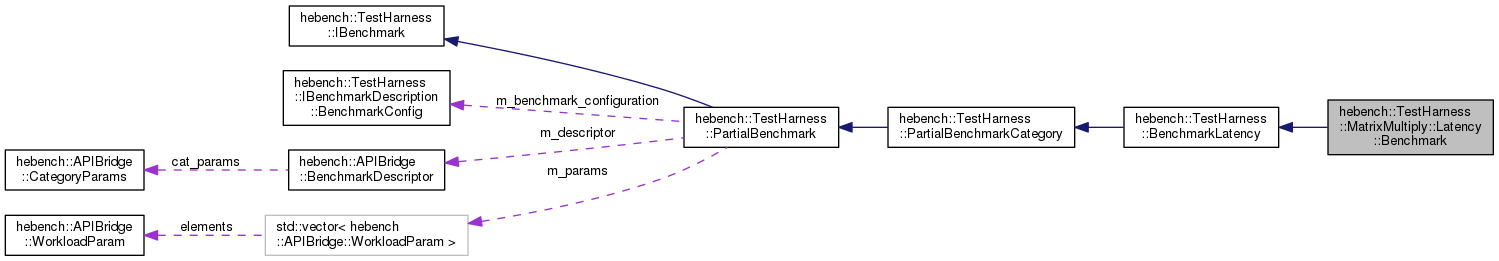 hebench::TestHarness
::IBenchmark
hebench::TestHarness
::IBenchmarkDescription
::BenchmarkConfig
m_benchmark_configuration
hebench::TestHarness
::PartialBenchmark
hebench::TestHarness
::PartialBenchmarkCategory
hebench::TestHarness
::BenchmarkLatency
hebench::TestHarness
::MatrixMultiply::Latency
::Benchmark
m_descriptor
hebench::APIBridge
::CategoryParams
cat_params
hebench::APIBridge
::BenchmarkDescriptor
m_params
hebench::APIBridge
::WorkloadParam
elements
std::vector< hebench
::APIBridge::WorkloadParam >